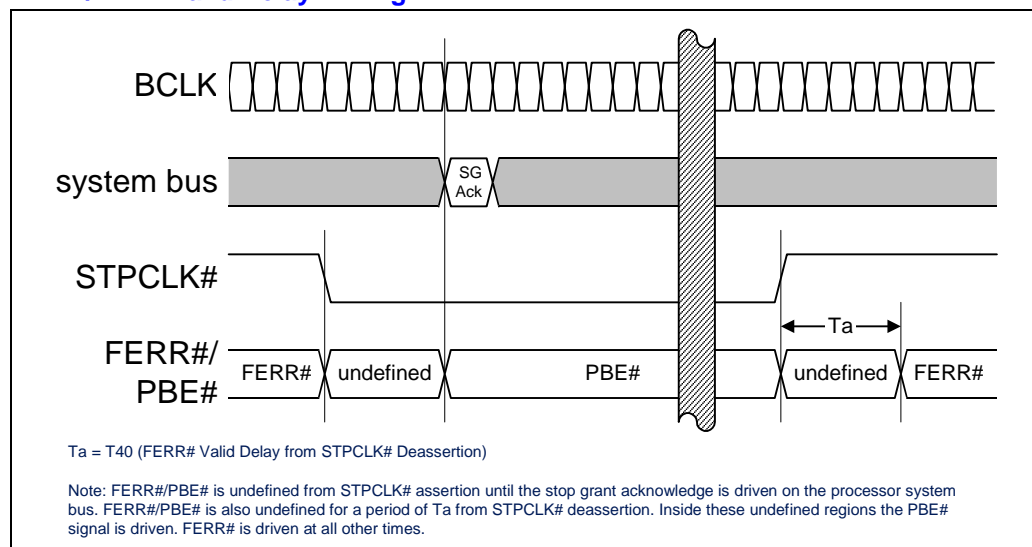 BCLK
system bus
SG
Ack
STPCLK#
Ta
FERR#/
PBE#
FERR#
undefined
PBE#
undefined
FERR#
Ta = T40 (FERR# Valid Delay from STPCLK# Deassertion)
Note: FERR#/PBE# is undefined from STPCLK# assertion until the stop grant acknowledge is driven on the processor system
bus. FERR#/PBE# is also undefined for a period of Ta from STPCLK# deassertion. Inside these undefined regions the PBE#
signal is driven. FERR# is driven at all other times.